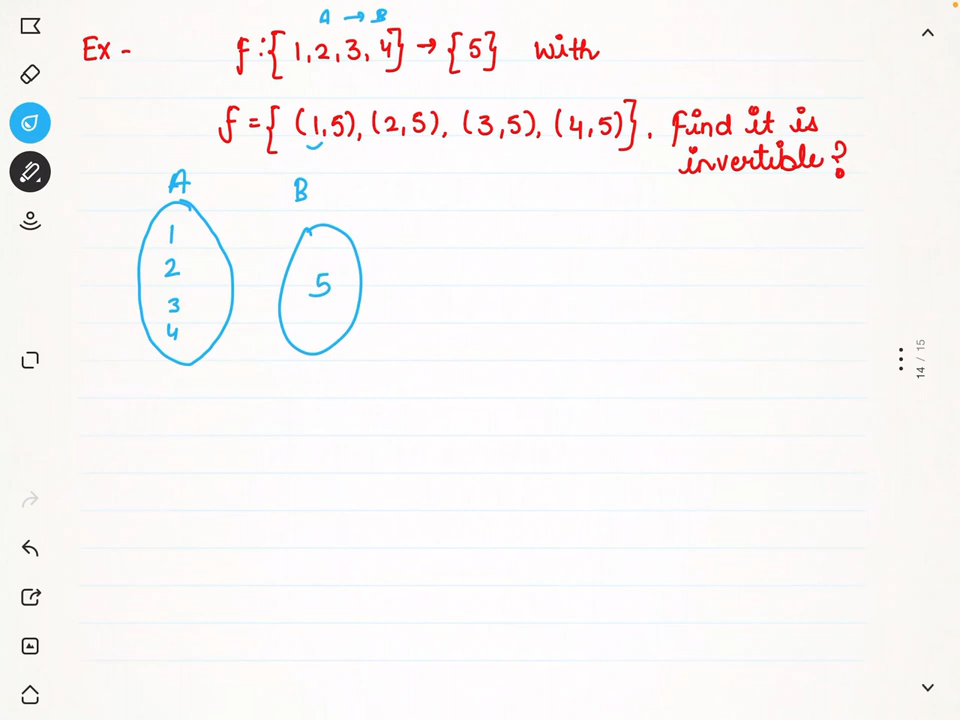 A → B
Ex - f : { 1, 2, 3, 4 } → { 5 } with
f = { (1,5), (2,5), (3,5), (4,5) } . find it is
invertible ?
A B
1
2 5
3
4
14 / 15